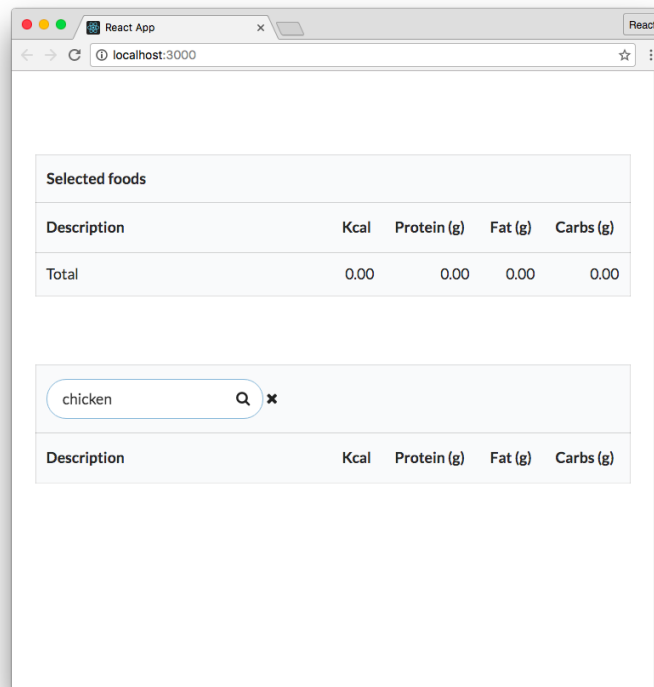 React App
React
localhost:3000
Selected foods
Description Kcal Protein (g) Fat (g) Carbs (g)
Total 0.00 0.00 0.00 0.00
chicken
Description Kcal Protein (g) Fat (g) Carbs (g)